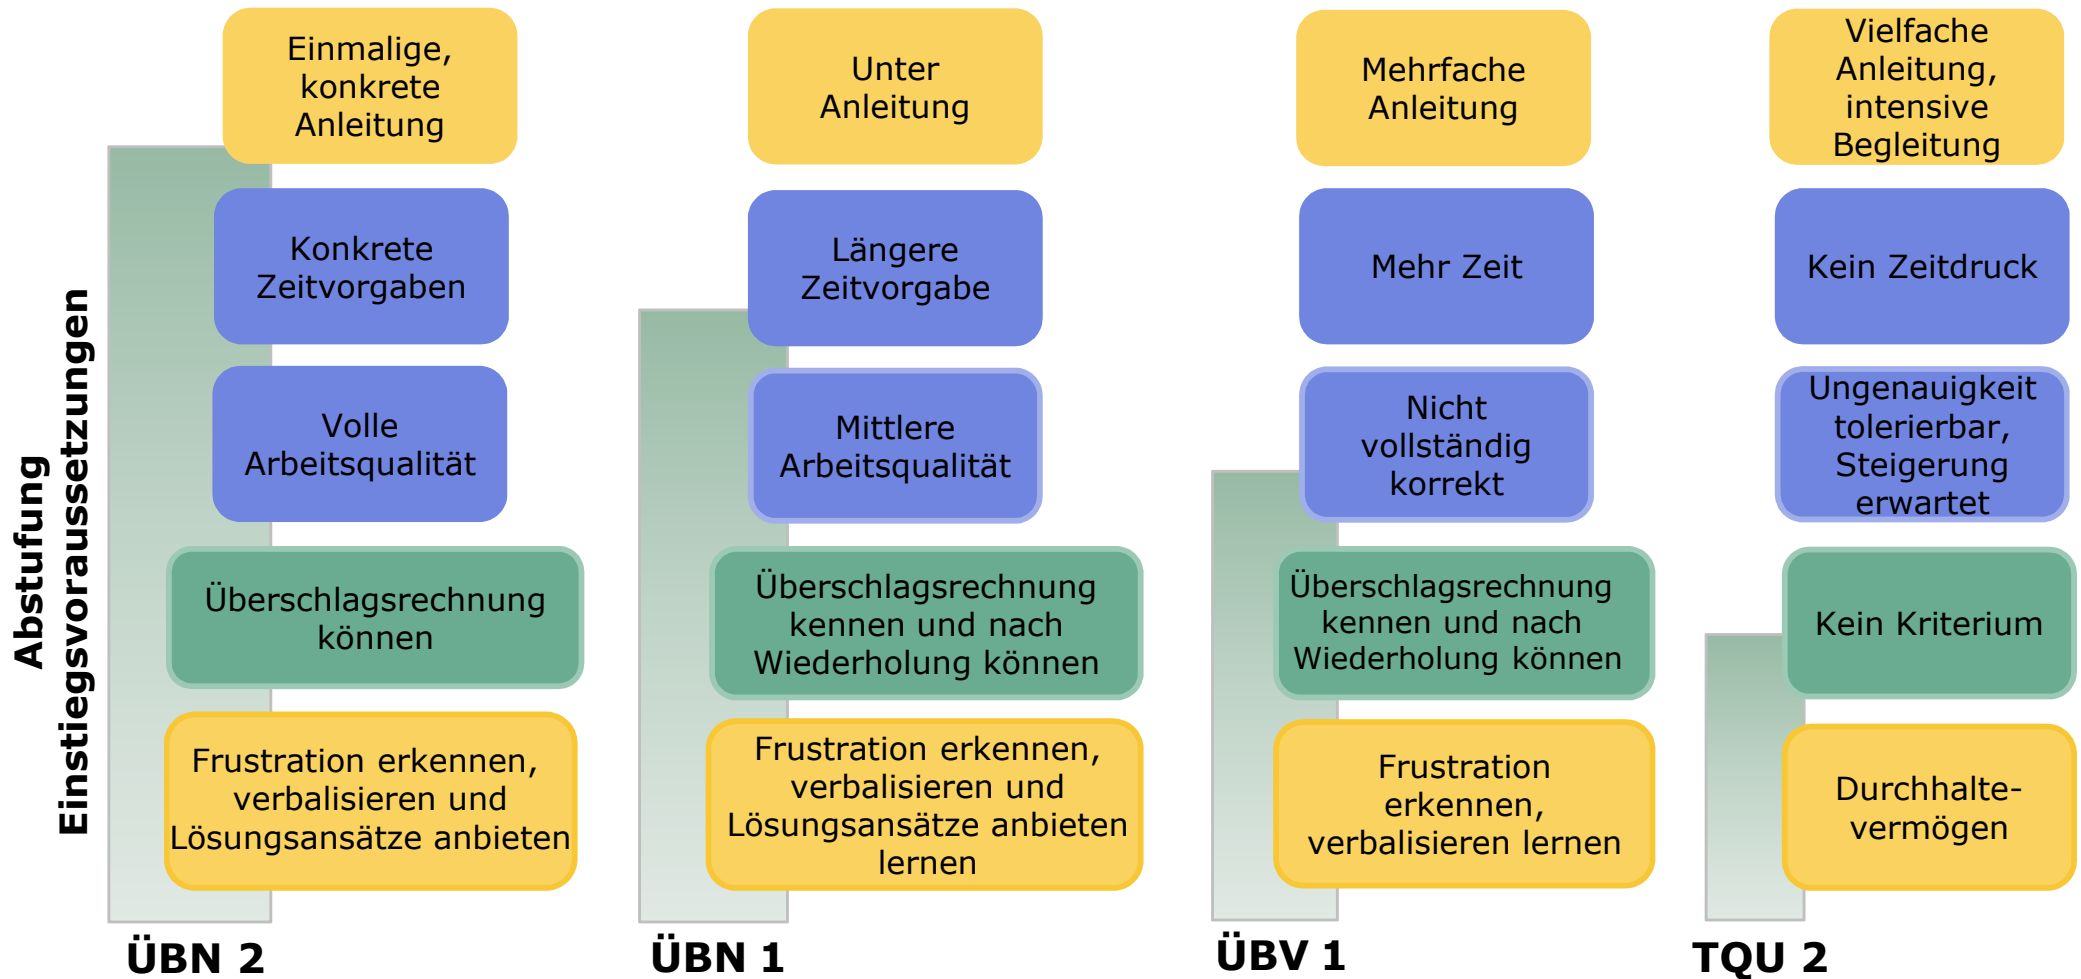 Abstufung
Einstiegsvoraussetzungen
Einmalige,
konkrete
Anleitung
Konkrete
Zeitvorgaben
Volle
Arbeitsqualität
Überschlagsrechnung
können
Frustration erkennen,
verbalisieren und
Lösungsansätze anbieten
ÜBN 2
Unter
Anleitung
Längere
Zeitvorgabe
Mittlere
Arbeitsqualität
Überschlagsrechnung
kennen und nach
Wiederholung können
Frustration erkennen,
verbalisieren und
Lösungsansätze anbieten
lernen
ÜBN 1
Mehrfache
Anleitung
Mehr Zeit
Nicht
vollständig
korrekt
Überschlagsrechnung
kennen und nach
Wiederholung können
Frustration
erkennen,
verbalisieren lernen
ÜBV 1
Vielfache
Anleitung,
intensive
Begleitung
Kein Zeitdruck
Ungenauigkeit
tolerierbar,
Steigerung
erwartet
Kein Kriterium
Durchhalte-
vermögen
TQU 2